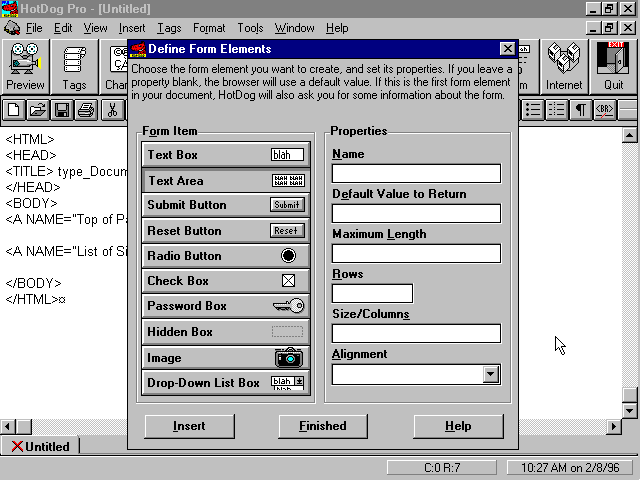 HotDog Pro - [Untitled]
File Edit View Insert Tags Format Tools Window Help
Define Form Elements
Choose the form element you want to create, and set its properties. If you leave a
property blank, the browser will use a default value. If this is the first form element
in your document, HotDog will also ask you for some information about the form.
Preview Tags Internet Quit
<BR>
<HTML>
<HEAD>
<TITLE> type_Docum
</HEAD>
<BODY>
<A NAME="Top of Pa
<A NAME="List of Si
</BODY>
</HTML>¤
Form Item
Text Box blah
Text Area BLAH BLAH BLAH BLAH
Submit Button Submit
Reset Button Reset
Radio Button
Check Box
Password Box
Hidden Box
Image
Drop-Down List Box blah
Properties
Name
Default Value to Return
Maximum Length
Rows
Size/Columns
Alignment
Insert Finished Help
Untitled
C:0 R:7 10:27 AM on 2/8/96